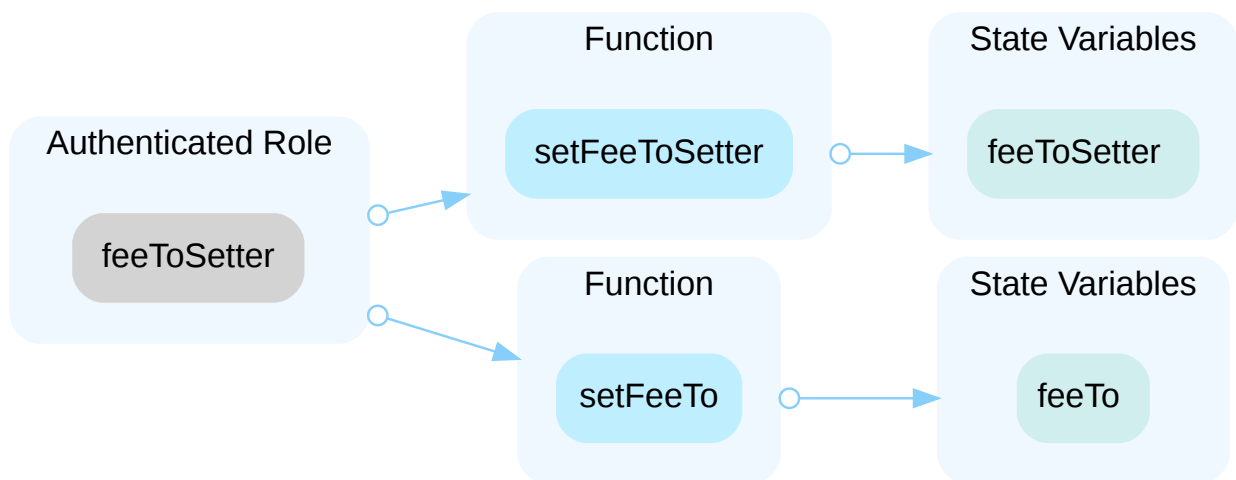 Authenticated Role
feeToSetter
Function
setFeeToSetter
State Variables
feeToSetter
Function
setFeeTo
State Variables
feeTo